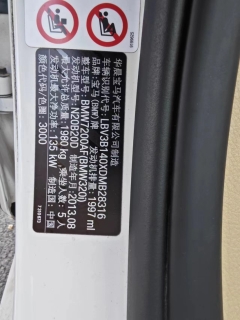 华晨宝马汽车有限公司制造
车辆识别代号: LBV3B140XDMB28316
品牌: 宝马(BMW)牌
整车型号: BMW7200AF(BMW320i)
发动机排量: 1997 ml
发动机型号: N20B20D 制造年月: 2013.08
最大允许总质量: 1980 kg, 乘坐人数: 5 人
发动机最大净功率: 135 kW 制造国: 中国
颜色代码/色圈: 3000